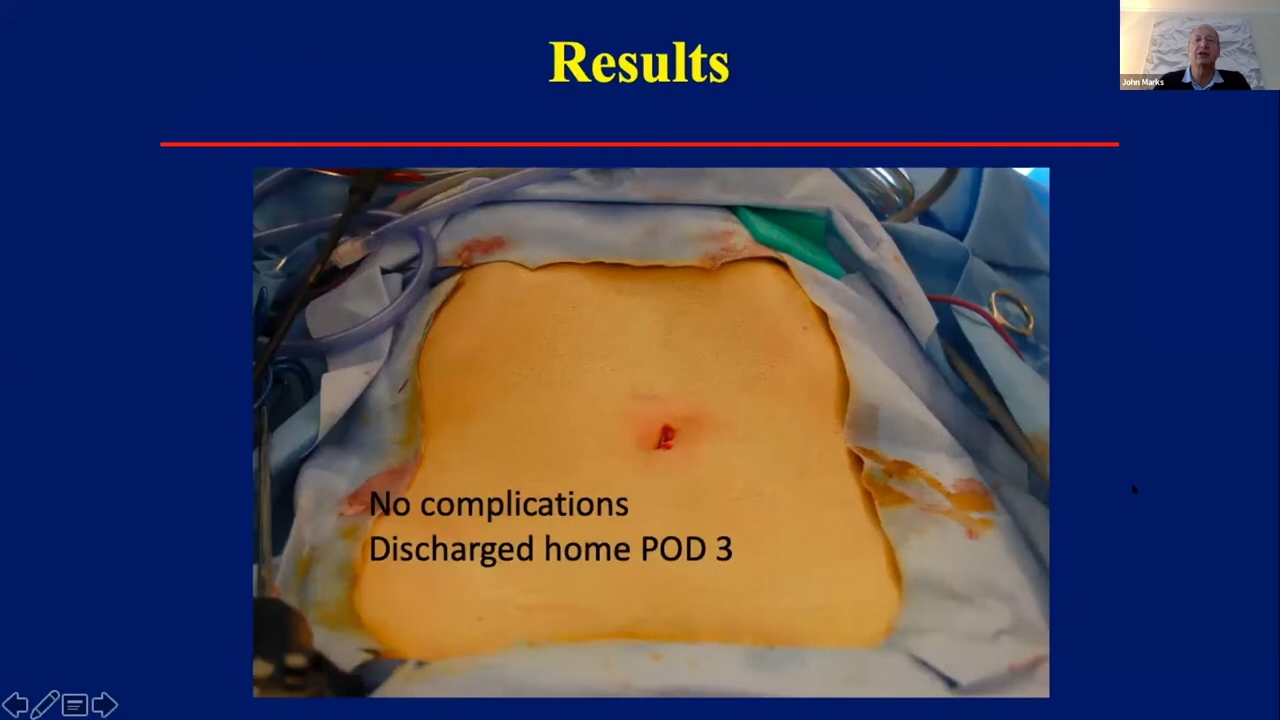 Results
John Marks
No complications
Discharged home POD 3